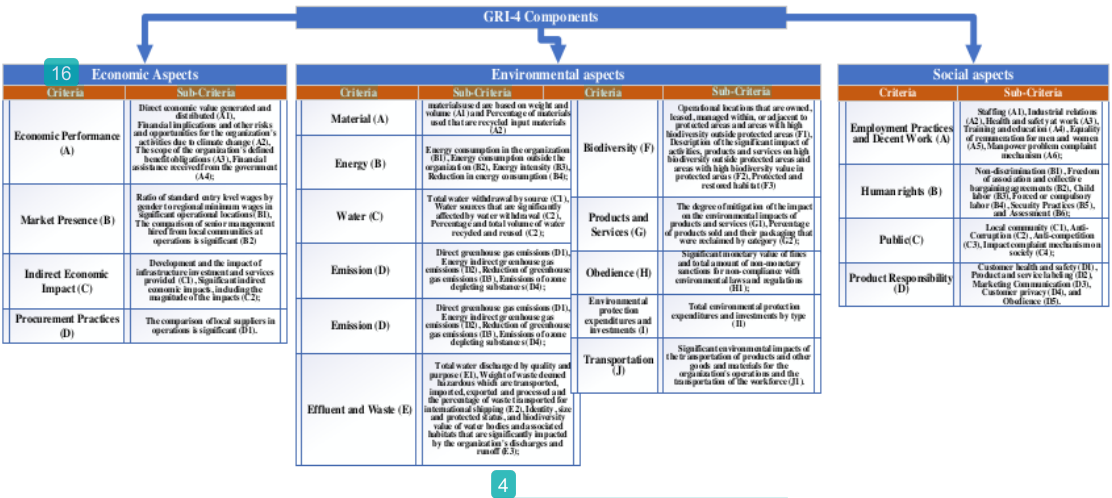 GRI-4 Components
16
Economic Aspects
Criteria
Sub-Criteria
Economic Performance
(A)
Direct economic value generated and
distributed (A1),
Financial implications and other risks
and opportunities for the organization's
activities due to climate change (A2),
The scope of the organization's defined
benefit obligations (A3), Financial
assistance received from the government
(A4);
Market Presence (B)
Ratio of standard entry level wages by
gender to regional minimum wages in
significant operational locations (B1),
The comparison of senior management
hired from local communities at
operations is significant (B2)
Indirect Economic
Impact (C)
Development and the impact of
infrastructure investment and services
provided (C1), Significant indirect
economic impacts, including the
magnitude of the impacts (C2);
Procurement Practices
(D)
The comparison of local suppliers in
operations is significant (D1).
Environmental aspects
Criteria
Sub-Criteria
Material (A)
materials used are based on weight and
volume (A1) and Percentage of materials
used that are recycled input materials
(A2)
Energy (B)
Energy consumption in the organization
(B1), Energy consumption outside the
organization (B2), Energy intensity (B3),
Reduction in energy consumption (B4);
Water (C)
Total water withdrawal by source (C1),
Water sources that are significantly
affected by water withdrawal (C2),
Percentage and total volume of water
recycled and reused (C2);
Emission (D)
Direct greenhouse gas emissions (D1),
Energy indirect greenhouse gas
emissions (D2), Reduction of greenhouse
gas emissions (D3), Emissions of ozone
depleting substances (D4);
Emission (D)
Direct greenhouse gas emissions (D1),
Energy indirect greenhouse gas
emissions (D2), Reduction of greenhouse
gas emissions (D3), Emissions of ozone
depleting substances (D4);
Effluent and Waste (E)
Total water discharged by quality and
purpose (E1), Weight of waste deemed
hazardous which are transported,
imported, exported and processed and
the percentage of waste transported for
international shipping (E2), Identity, size
and protected status, and biodiversity
value of water bodies and associated
habitats that are significantly impacted
by the organization's discharges and
runoff (E3);
Criteria
Sub-Criteria
Biodiversity (F)
Operational locations that are owned,
leased, managed within, or adjacent to
protected areas and areas with high
biodiversity outside protected areas (F1),
Description of the significant impact of
activities, products and services on high
biodiversity outside protected areas and
areas with high biodiversity value in
protected areas (F2), Protected and
restored habitat (F3)
Products and
Services (G)
The degree of mitigation of the impact
on the environmental impacts of
products and services (G1), Percentage
of products sold and their packaging that
were reclaimed by category (G2);
Obedience (H)
Significant monetary value of fines
and total amount of non-monetary
sanctions for non-compliance with
environmental laws and regulations
(H1);
Environmental
protection
expenditures and
investments (I)
Total environmental protection
expenditures and investments by type
(I1)
Transportation
(J)
Significant environmental impacts of
the transportation of products and other
goods and materials for the
organization's operations and the
transportation of the workforce (J1).
Social aspects
Criteria
Sub-Criteria
Employment Practices
and Decent Work (A)
Staffing (A1), Industrial relations
(A2), Health and safety at work (A3),
Training and education (A4), Equality
of remuneration for men and women
(A5), Manpower problem complaint
mechanism (A6);
Human rights (B)
Non-discrimination (B1), Freedom
of association and collective
bargaining agreements (B2), Child
labor (B3), Forced or compulsory
labor (B4), Security Practices (B5),
and Assessment (B6);
Public(C)
Local community (C1), Anti-
Corruption (C2), Anti-competition
(C3), Impact complaint mechanism on
society (C4);
Product Responsibility
(D)
Customer health and safety (D1),
Product and service labeling (D2),
Marketing Communication (D3),
Customer privacy (D4), and
Obedience (D5).
4